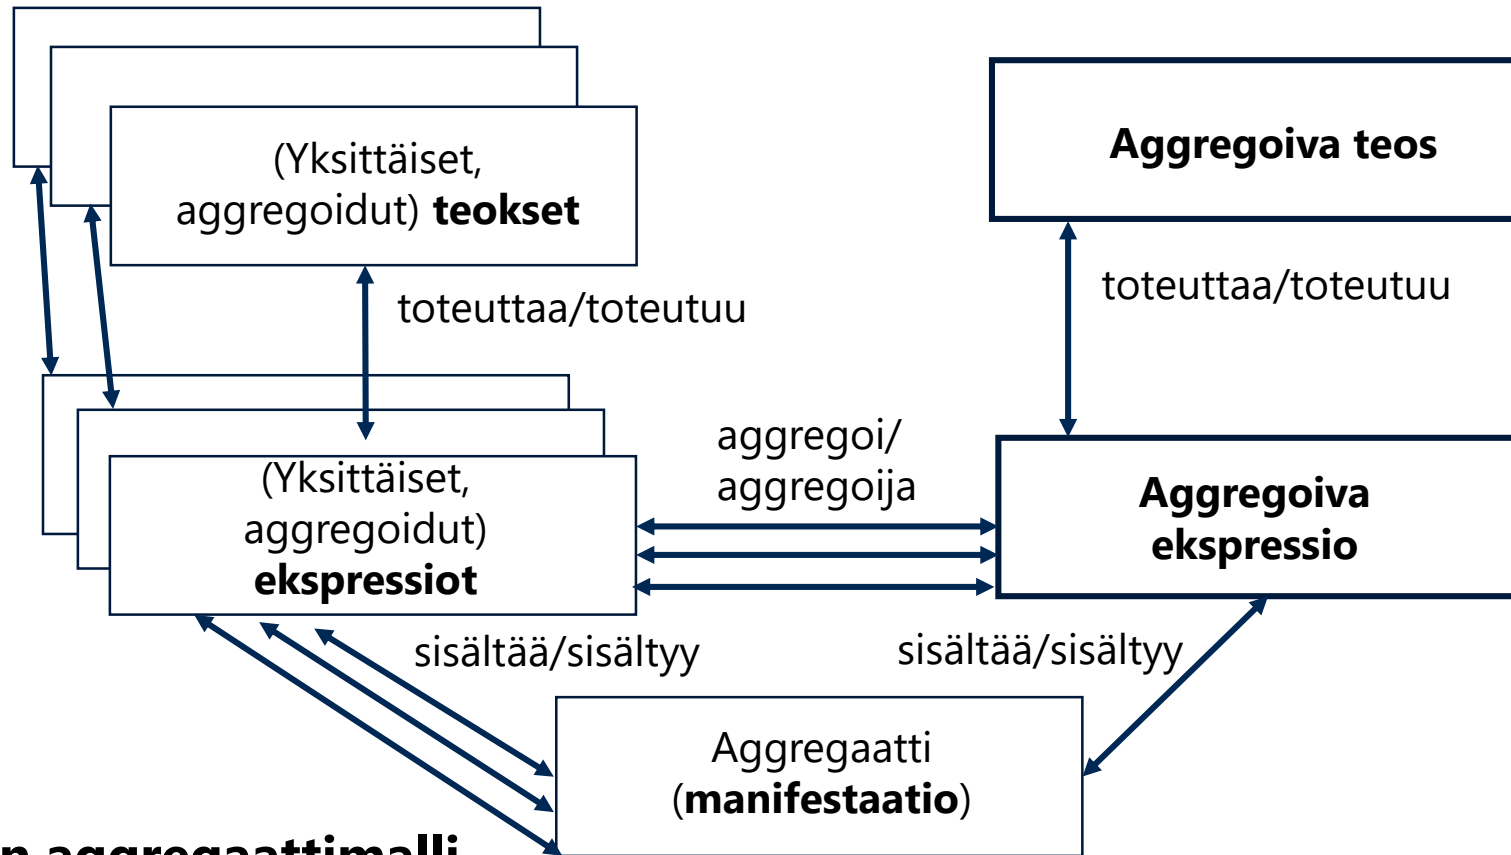 (Yksittäiset,
aggregoidut) teokset
Aggregoiva teos
toteuttaa/toteutuu
toteuttaa/toteutuu
(Yksittäiset,
aggregoidut)
ekspressiot
aggregoi/
aggregoija
Aggregoiva
ekspressio
sisältää/sisältyy
sisältää/sisältyy
Aggregaatti
(manifestaatio)
n aggregaattimalli